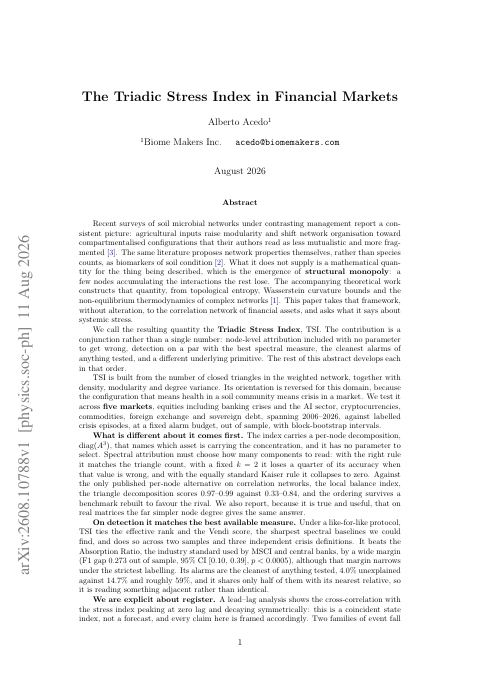 The Triadic Stress Index in Financial Markets
Alberto Acedo¹
¹Biome Makers Inc. acedo@biomemakers.com
August 2026
Abstract
Recent surveys of soil microbial networks under contrasting management report a con-
sistent picture: agricultural inputs raise modularity and shift network organisation toward
compartmentalised configurations that their authors read as less mutualistic and more frag-
mented [3]. The same literature proposes network properties themselves, rather than species
counts, as biomarkers of soil condition [2]. What it does not supply is a mathematical quan-
tity for the thing being described, which is the emergence of structural monopoly: a
few nodes accumulating the interactions the rest lose. The accompanying theoretical work
constructs that quantity, from topological entropy, Wasserstein curvature bounds and the
non-equilibrium thermodynamics of complex networks [1]. This paper takes that framework,
without alteration, to the correlation network of financial assets, and asks what it says about
systemic stress.
We call the resulting quantity the Triadic Stress Index, TSI. The contribution is a
conjunction rather than a single number: node-level attribution included with no parameter
to get wrong, detection on a par with the best spectral measure, the cleanest alarms of
anything tested, and a different underlying primitive. The rest of this abstract develops each
in that order.
TSI is built from the number of closed triangles in the weighted network, together with
density, modularity and degree variance. Its orientation is reversed for this domain, because
the configuration that means health in a soil community means crisis in a market. We test it
across five markets, equities including banking crises and the AI sector, cryptocurrencies,
commodities, foreign exchange and sovereign debt, spanning 2006–2026, against labelled
crisis episodes, at a fixed alarm budget, out of sample, with block-bootstrap intervals.
What is different about it comes first. The index carries a per-node decomposition,
diag(A³), that names which asset is carrying the concentration, and it has no parameter to
select. Spectral attribution must choose how many components to read: with the right rule
it matches the triangle count, with a fixed k = 2 it loses a quarter of its accuracy when
that value is wrong, and with the equally standard Kaiser rule it collapses to zero. Against
the only published per-node alternative on correlation networks, the local balance index,
the triangle decomposition scores 0.97–0.99 against 0.33–0.84, and the ordering survives a
benchmark rebuilt to favour the rival. We also report, because it is true and useful, that on
real matrices the far simpler node degree gives the same answer.
On detection it matches the best available measure. Under a like-for-like protocol,
TSI ties the effective rank and the Vendi score, the sharpest spectral baselines we could
find, and does so across two samples and three independent crisis definitions. It beats the
Absorption Ratio, the industry standard used by MSCI and central banks, by a wide margin
(F1 gap 0.273 out of sample, 95% CI [0.10, 0.39], p < 0.0005), although that margin narrows
under the strictest labelling. Its alarms are the cleanest of anything tested, 4.0% unexplained
against 14.7% and roughly 59%, and it shares only half of them with its nearest relative, so
it is reading something adjacent rather than identical.
We are explicit about register. A lead–lag analysis shows the cross-correlation with
the stress index peaking at zero lag and decaying symmetrically: this is a coincident state
index, not a forecast, and every claim here is framed accordingly. Two families of event fall
1
arXiv:2608.10788v1 [physics.soc-ph] 11 Aug 2026